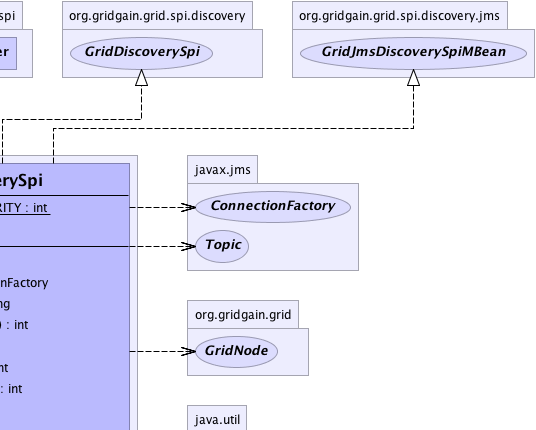 spi
org.gridgain.grid.spi.discovery
org.gridgain.grid.spi.discovery.jms
er
GridDiscoverySpi
GridJmsDiscoverySpiMBean
javax.jms
erySpi
RITY : int
ConnectionFactory
Topic
nFactory
ng
) : int
org.gridgain.grid
GridNode
nt
: int
java.util